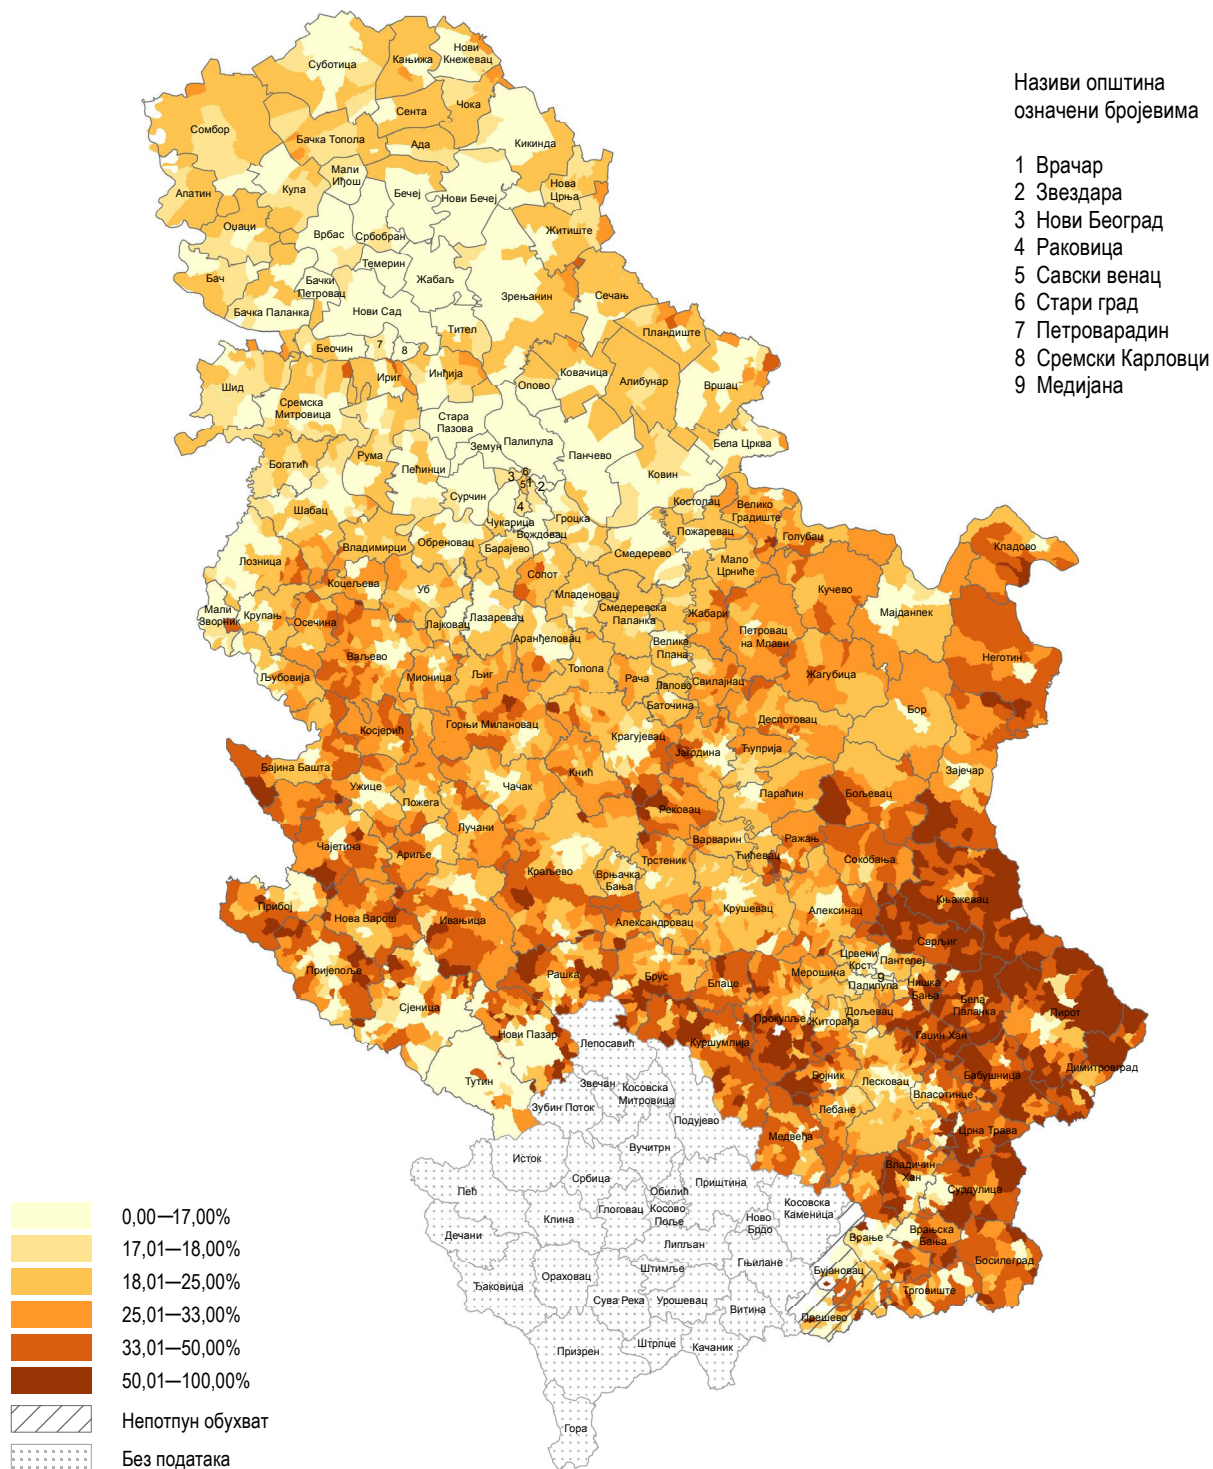 Називи општина
означени бројевима
1 Врачар
2 Звездара
3 Нови Београд
4 Раковица
5 Савски венац
6 Стари град
7 Петроварадин
8 Сремски Карловци
9 Медијана
Суботица
Кањижа
Нови
Кнежевац
Сомбор
Сента
Чока
Бачка Топола
Ада
Кикинда
Мали
Иђош
Апатин
Кула
Бечеј
Нови Бечеј
Нова
Црња
Оџаци
Врбас
Србобран
Житиште
Темерин
Бач
Бачки
Петровац
Жабаљ
Зрењанин
Сечањ
Бачка Паланка
Нови Сад
Тител
Пландиште
Беочин
7
8
Шид
Ириг
Инђија
Опово
Ковачица
Алибунар
Вршац
Сремска
Митровица
Стара
Пазова
Палилула
Земун
Панчево
Бела Црква
Богатић
Рума
Пећинци
Сурчин
6
3
5
1
2
4
Ковин
Шабац
Чукарица
Вождовац
Гроцка
Костолац
Велико
Градиште
Пожаревац
Голубац
Кладово
Владимирци
Обреновац
Барајево
Смедерево
Мало
Црниће
Лозница
Коцељева
Уб
Сопот
Младеновац
Кучево
Мајданпек
Мали
Зворник
Крупањ
Осечина
Лајковац
Лазаревац
Смедеревска
Паланка
Жабари
Петровац
на Млави
Неготин
Ваљево
Аранђеловац
Велика
Плана
Љубовија
Мионица
Љиг
Топола
Рача
Лапово
Свилајнац
Жагубица
Баточина
Бор
Косјерић
Горњи Милановац
Крагујевац
Деспотовац
Јагодина
Ћуприја
Бајина Башта
Ужице
Чачак
Кнић
Зајечар
Пожега
Рековац
Параћин
Бољевац
Лучани
Чајетина
Ариље
Варварин
Ражањ
Краљево
Врњачка
Бања
Трстеник
Ћићевац
Сокобања
Прибој
Нова Варош
Ивањица
Александровац
Крушевац
Алексинац
Књажевац
Сврљиг
Пријепоље
Рашка
Брус
Блаце
Мерошина
Црвени
Крст
Пантелеј
9
Палилула
Нишка
Бања
Бела
Паланка
Пирот
Сјеница
Нови Пазар
Прокупље
Житорађа
Дољевац
Лепосавић
Куршумлија
Гаџин Хан
Тутин
Звечан
Косовска
Митровица
Бојник
Лесковац
Бабушница
Димитровград
Зубин Поток
Подујево
Лебане
Власотинце
Вучитрн
Медвеђа
Црна Трава
Исток
Србица
Приштина
Владичин
Хан
Сурдулица
Пећ
Обилић
Косовска
Каменица
Клина
Глоговац
Косово
Поље
Ново
Брдо
Дечани
Липљан
Врање
Врањска
Бања
Гњилане
Босилеград
Ђаковица
Ораховац
Штимље
Бујановац
Сува Река
Урошевац
Витина
Трговиште
Прешево
Призрен
Штрпце
Качаник
Гора
0,00—17,00%
17,01—18,00%
18,01—25,00%
25,01—33,00%
33,01—50,00%
50,01—100,00%
Непотпун обухват
Без података